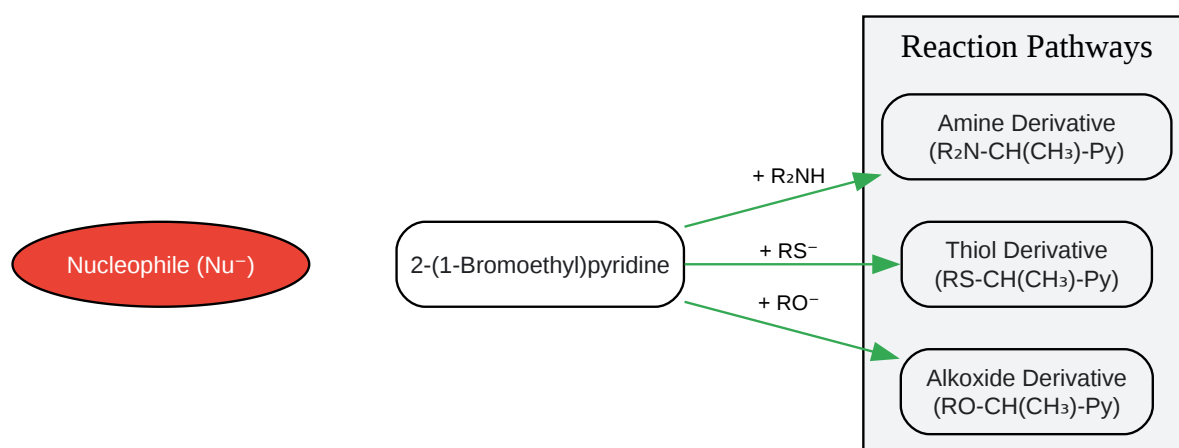 Reaction Pathways
Amine Derivative
(R₂N-CH(CH₃)-Py)
+ R₂NH
Nucleophile (Nu⁻)
2-(1-Bromoethyl)pyridine
+ RS⁻
Thiol Derivative
(RS-CH(CH₃)-Py)
+ RO⁻
Alkoxide Derivative
(RO-CH(CH₃)-Py)